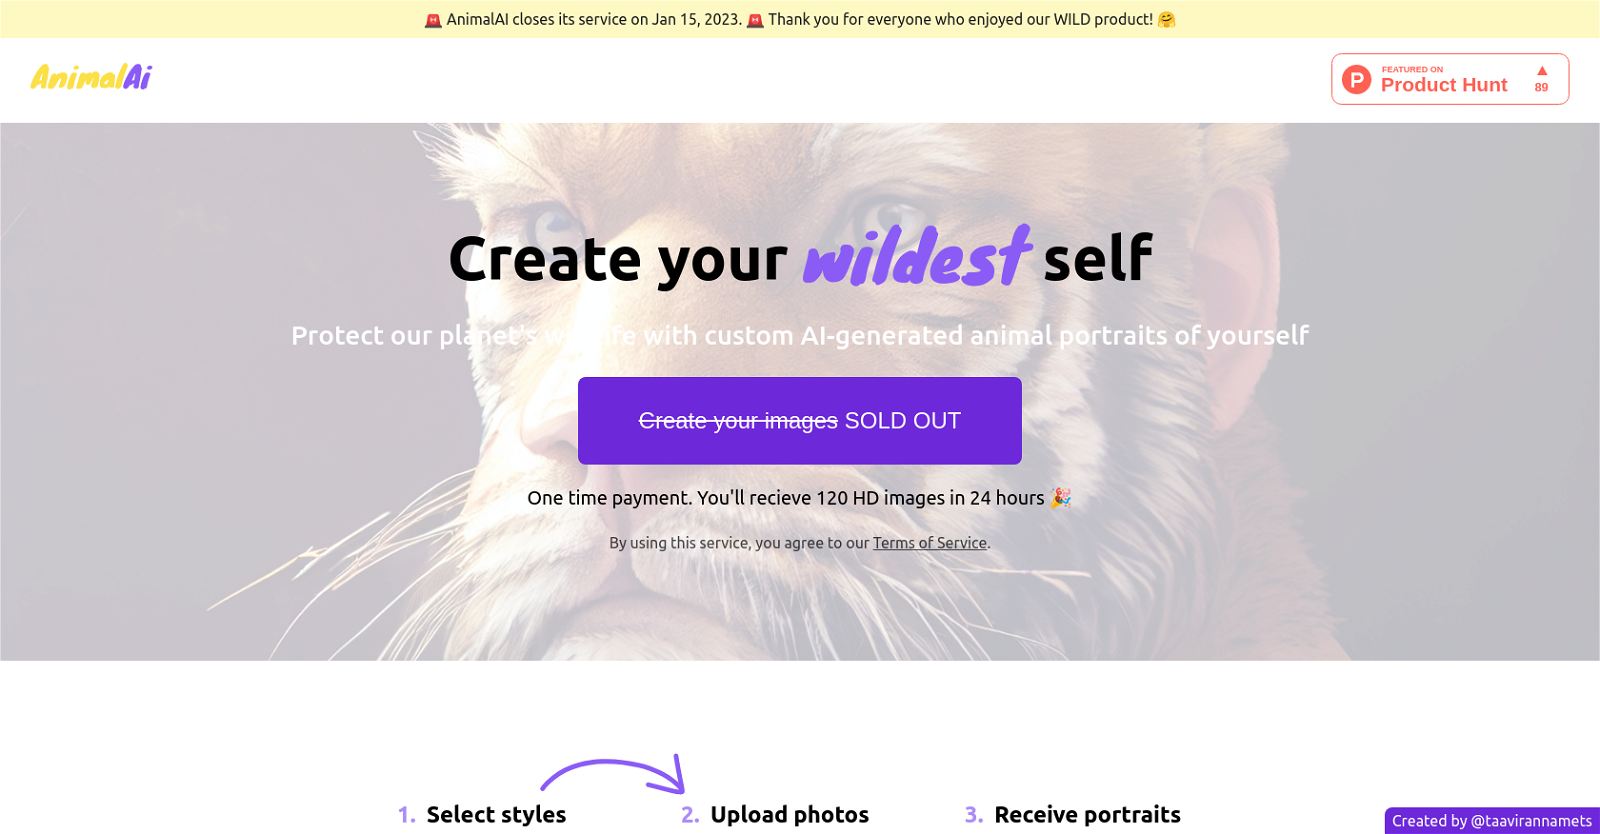 🚨 AnimalAI closes its service on Jan 15, 2023. 🚨 Thank you for everyone who enjoyed our WILD product! 🤗
AnimalAi
P FEATURED ON
Product Hunt
▲
89
Create your wildest self
Protect our planet's wildlife with custom AI-generated animal portraits of yourself
Create your images SOLD OUT
One time payment. You'll recieve 120 HD images in 24 hours 🎉
By using this service, you agree to our Terms of Service.
1. Select styles
2. Upload photos
3. Receive portraits
Created by @taavirannamets